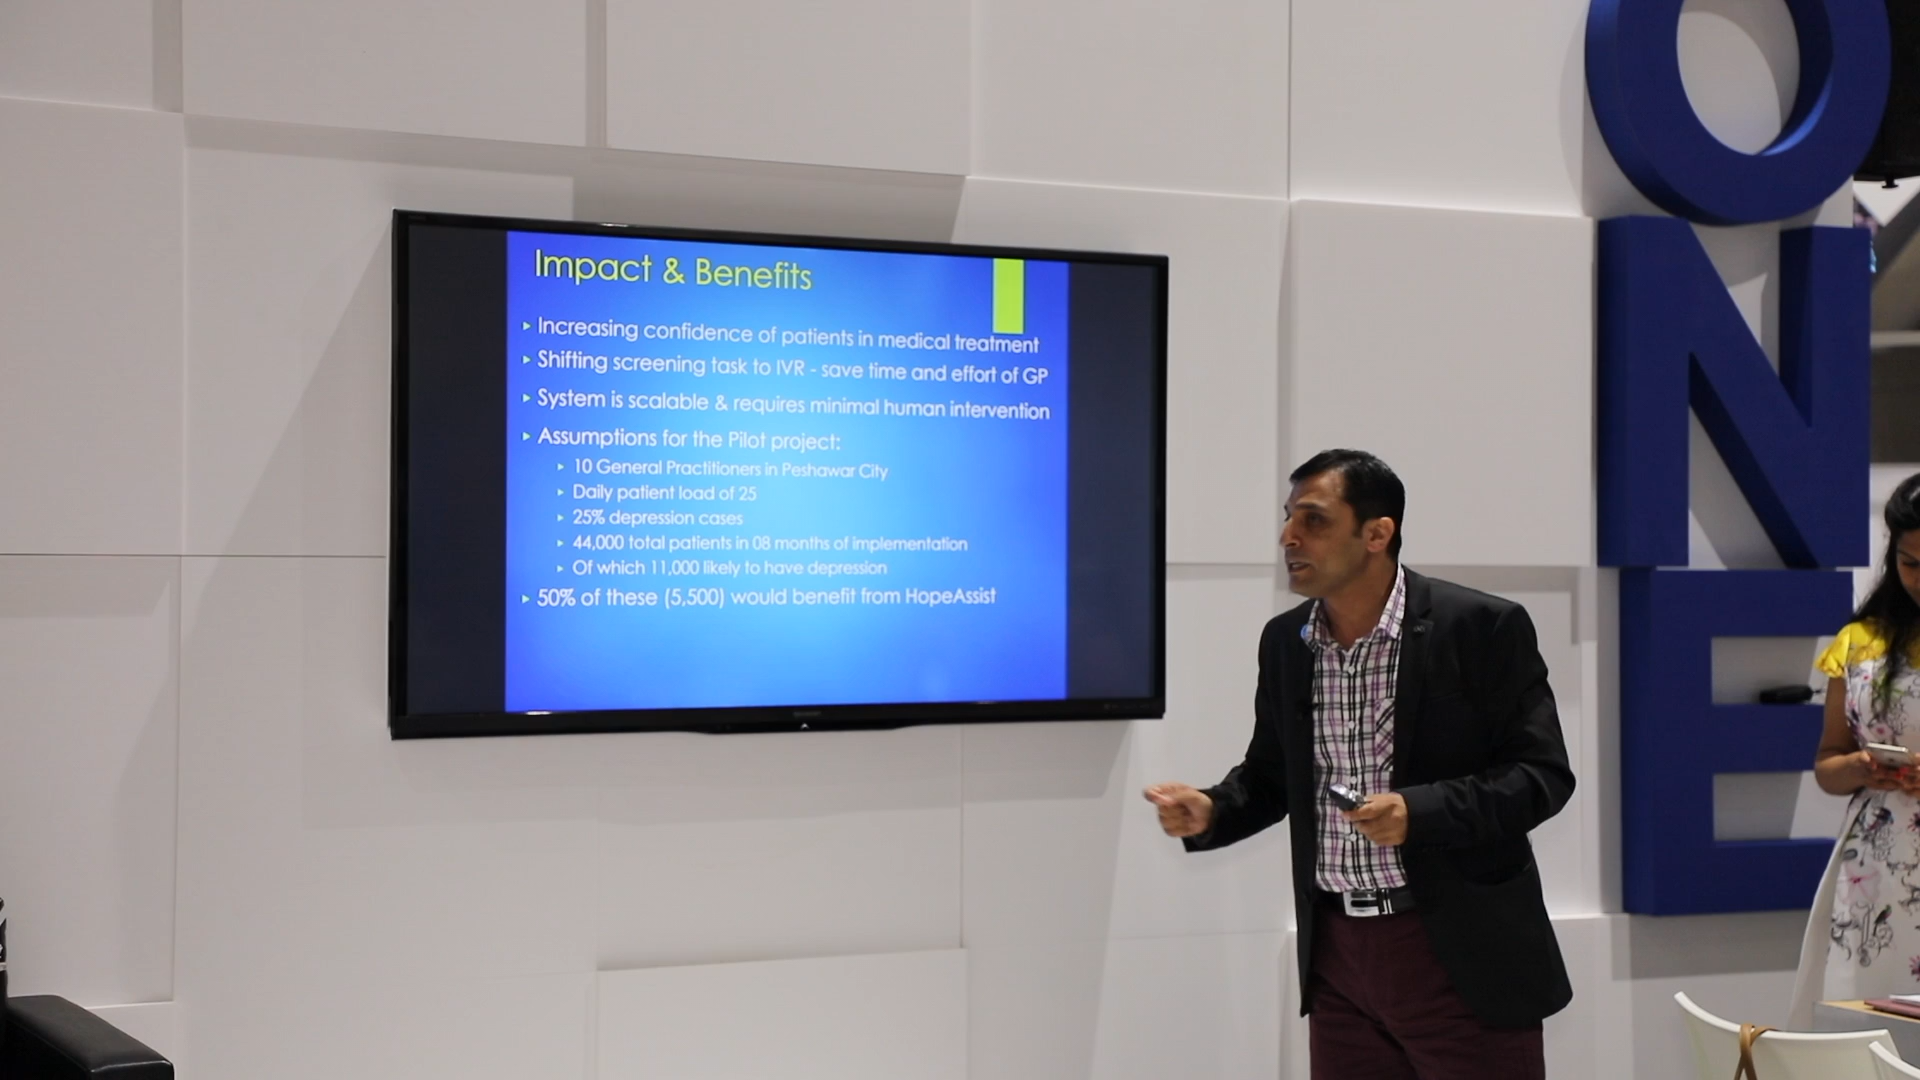 Impact & Benefits
Increasing confidence of patients in medical treatment
Shifting screening task to IVR - save time and effort of GP
System is scalable & requires minimal human intervention
Assumptions for the Pilot project:
10 General Practitioners in Peshawar City
Daily patient load of 25
25% depression cases
44,000 total patients in 08 months of implementation
Of which 11,000 likely to have depression
50% of these (5,500) would benefit from HopeAssist
O
N
E